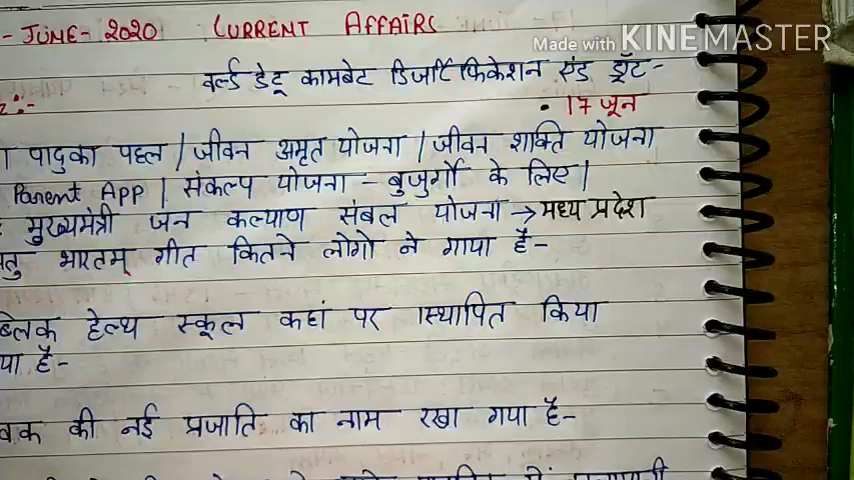 - JUNE - 2020 CURRENT AFFAIRS
Made with KINEMASTER
वर्ल्ड डेटू कामबेट डिजर्टिफिकेशन एंड ड्रॉट-
• 17 जून
पादुका पहल / जीवन अमृत योजना / जीवन शक्ति योजना
Parent APP | संकल्प योजना - बुजुर्गों के लिए |
: मुख्यमंत्री जन कल्याण संबल योजना → मध्य प्रदेश
भारतम् गीत कितने लोगो ने गाया है-
ब्लिक हेल्थ स्कूल कहां पर स्थापित किया
है-
की नई प्रजाति का नाम रखा गया है-